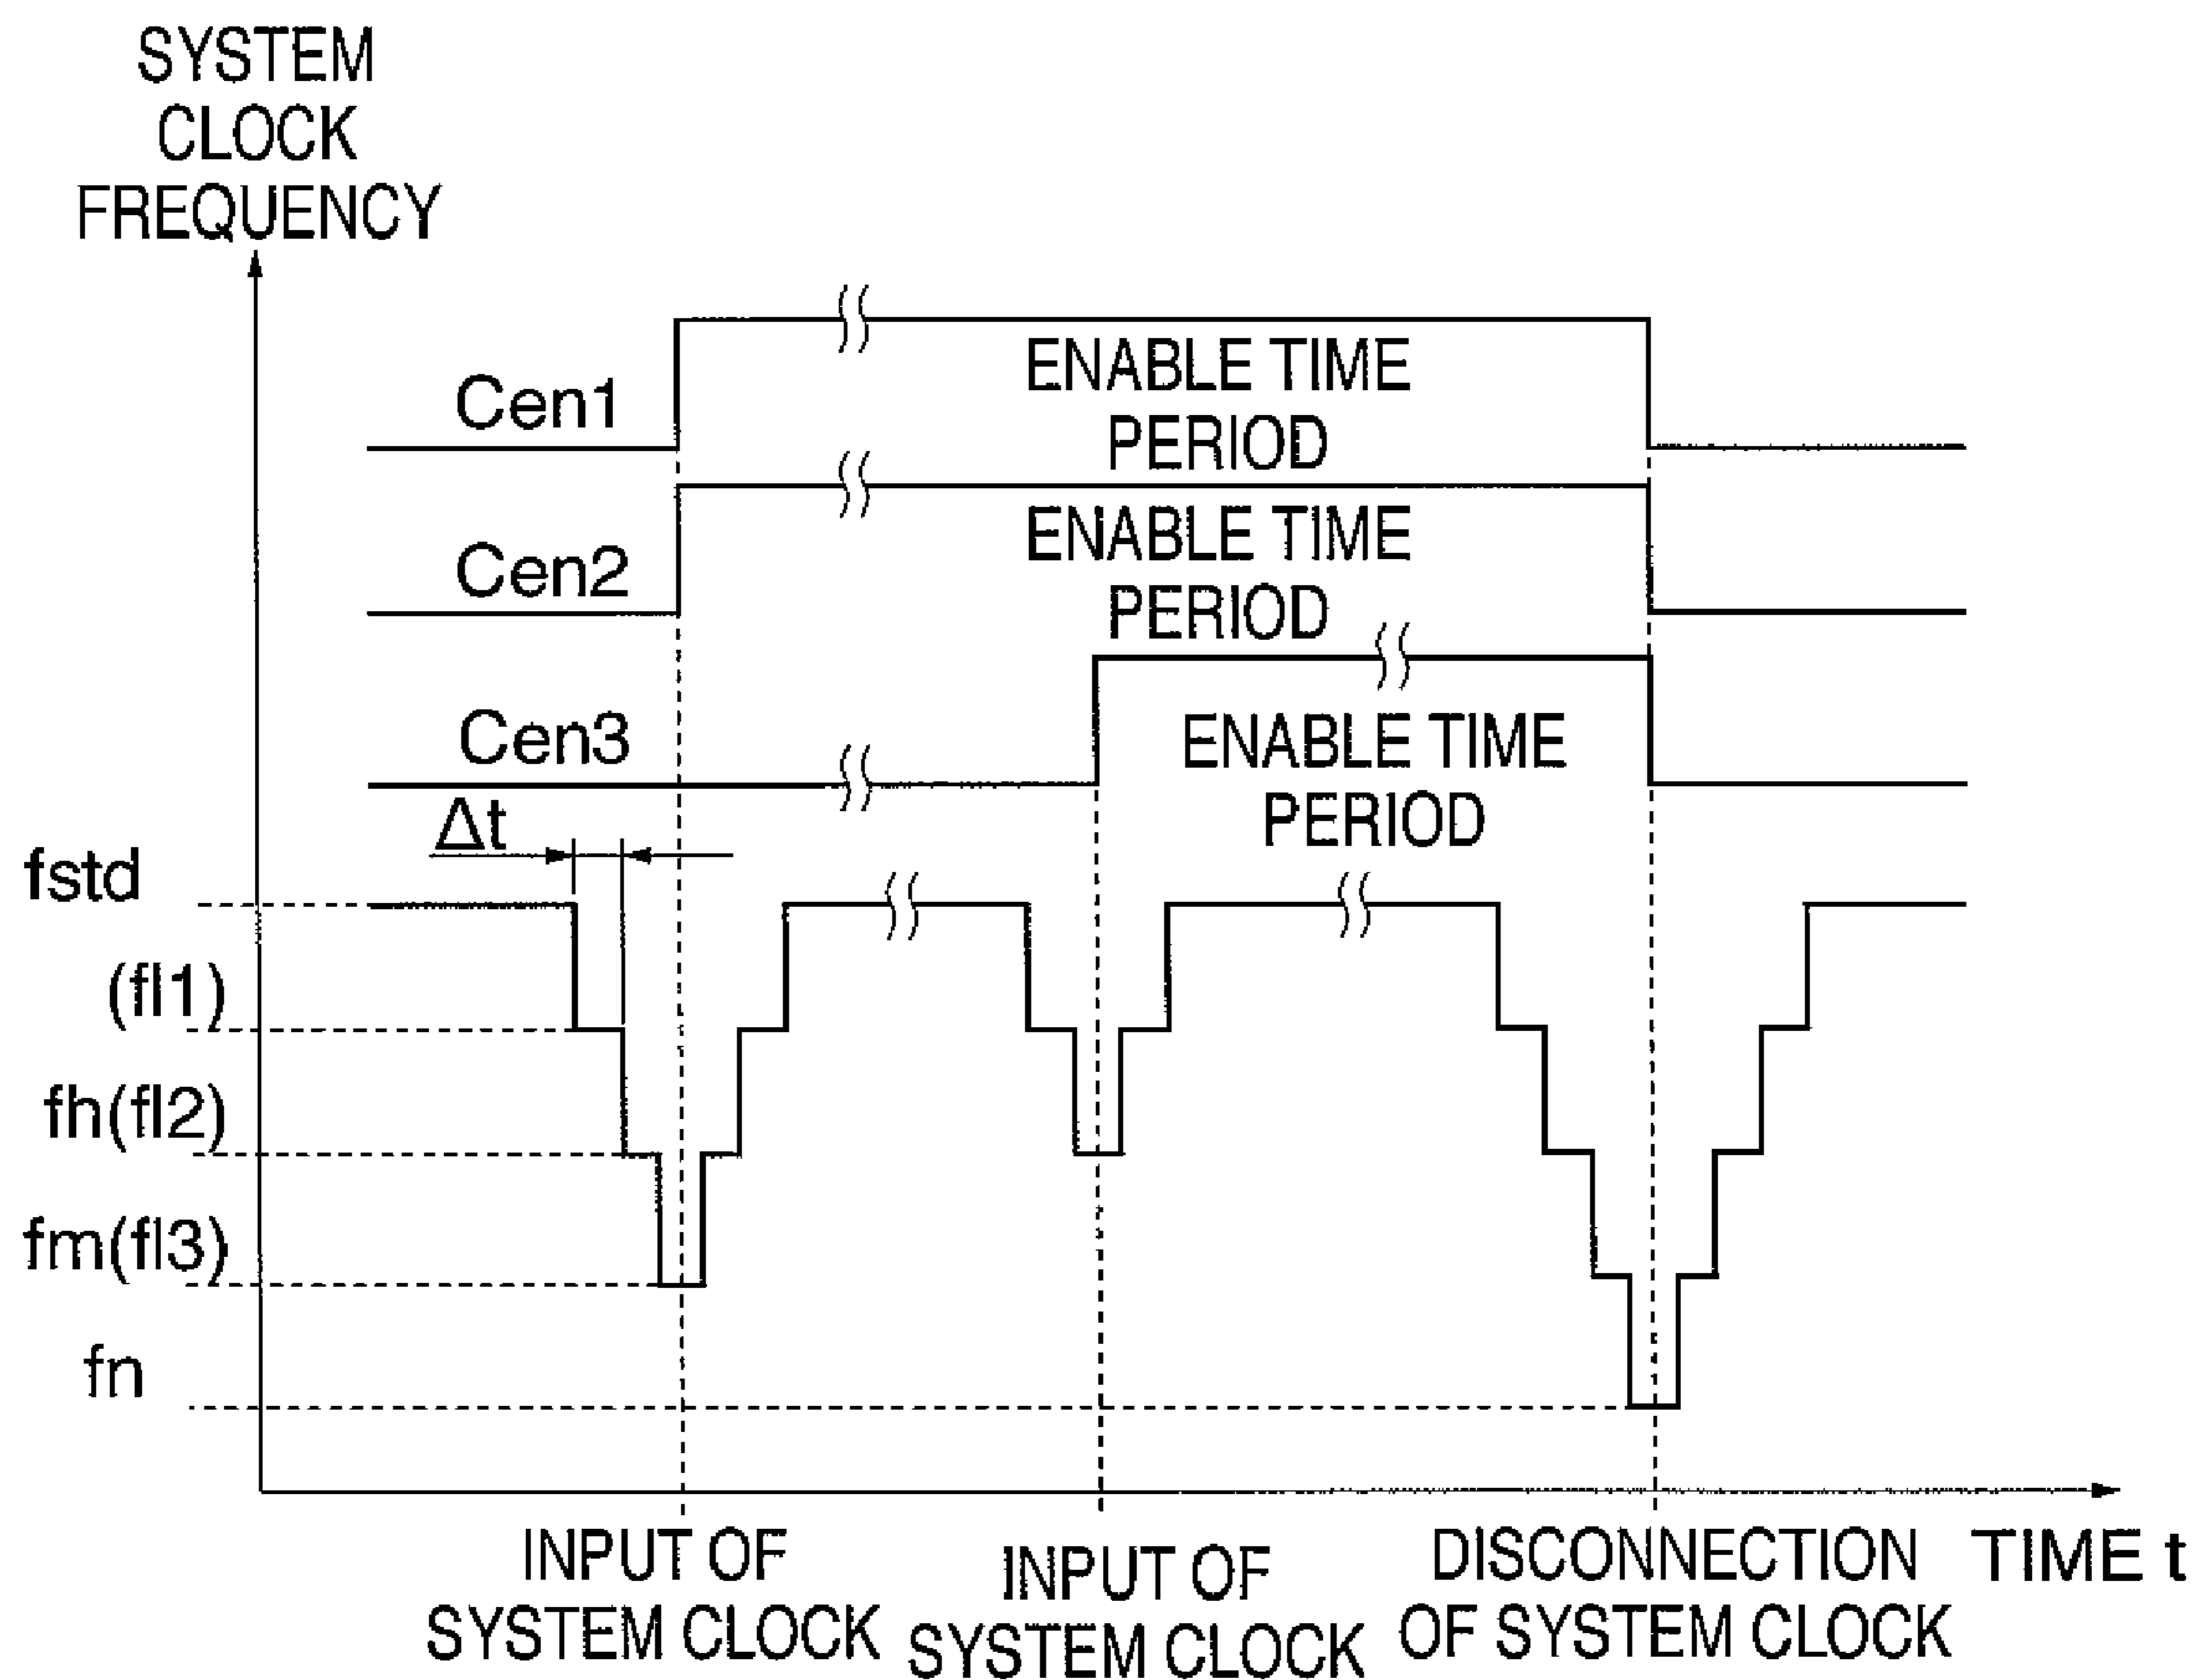 SYSTEM
CLOCK
FREQUENCY
Cen1
ENABLE TIME
PERIOD
Cen2
ENABLE TIME
PERIOD
Cen3
ENABLE TIME
PERIOD
Δt
fstd
(fl1)
fh(fl2)
fm(fl3)
fn
INPUT OF
SYSTEM CLOCK
INPUT OF
SYSTEM CLOCK
DISCONNECTION
OF SYSTEM CLOCK
TIME t